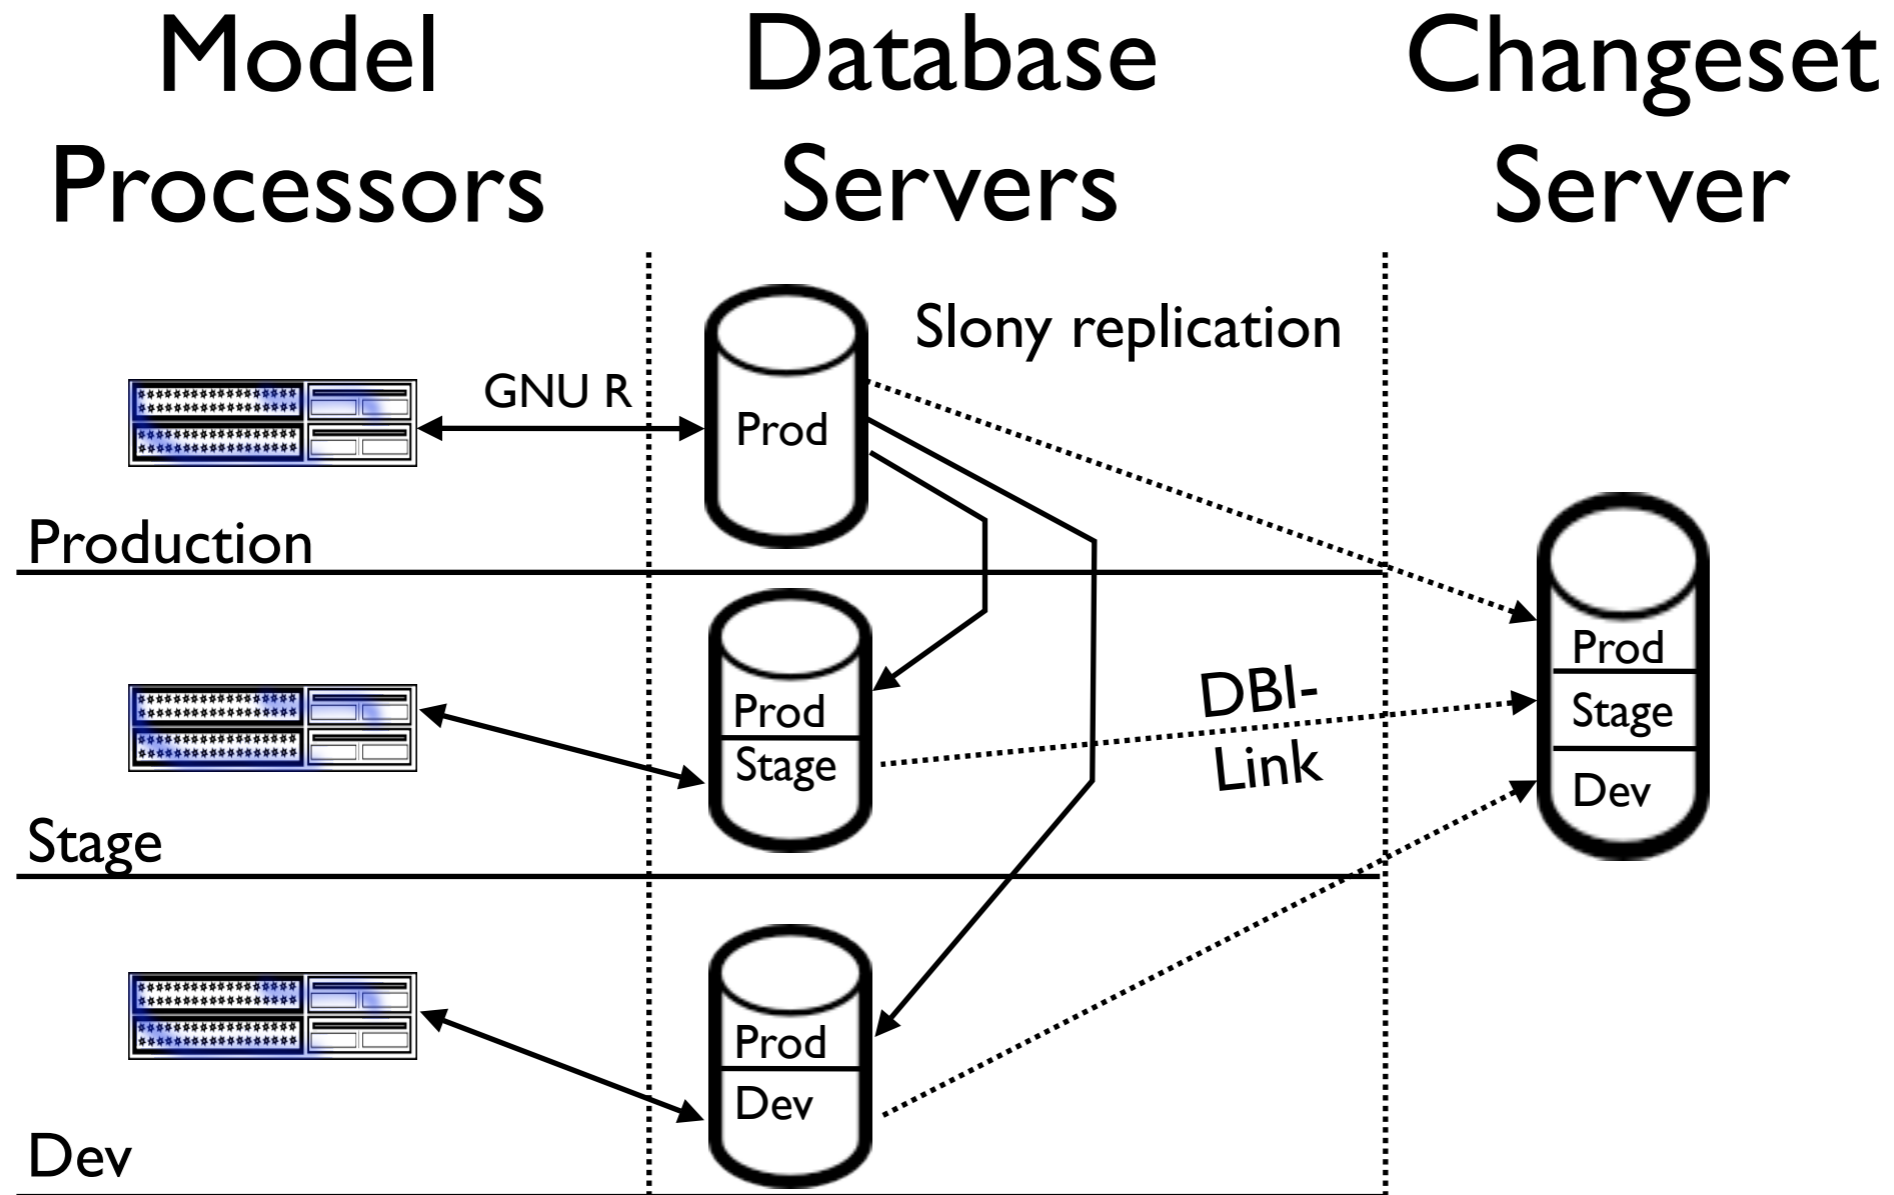 Model
Processors
Database
Servers
Changeset
Server
Slony replication
GNU R
Prod
Production
Prod
Stage
DBI-
Link
Prod
Stage
Dev
Stage
Prod
Dev
Dev